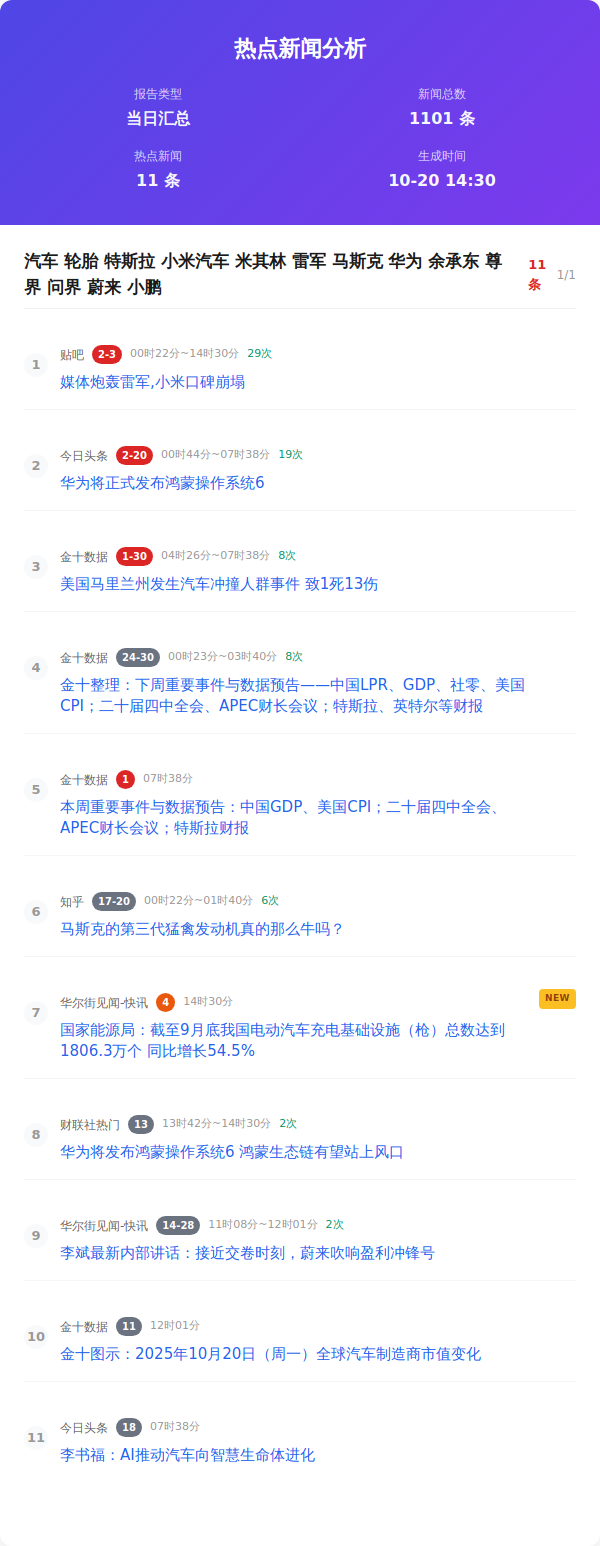 热点新闻分析
报告类型
新闻总数
当日汇总
1101 条
热点新闻
生成时间
11 条
10-20 14:30
汽车 轮胎 特斯拉 小米汽车 米其林 雷军 马斯克 华为 余承东 尊
界 问界 蔚来 小鹏
11
条
1/1
1
贴吧 2-3 00时22分~14时30分 29次
媒体炮轰雷军,小米口碑崩塌
2
今日头条 2-20 00时44分~07时38分 19次
华为将正式发布鸿蒙操作系统6
3
金十数据 1-30 04时26分~07时38分 8次
美国马里兰州发生汽车冲撞人群事件 致1死13伤
4
金十数据 24-30 00时23分~03时40分 8次
金十整理：下周重要事件与数据预告——中国LPR、GDP、社零、美国
CPI；二十届四中全会、APEC财长会议；特斯拉、英特尔等财报
5
金十数据 1 07时38分
本周重要事件与数据预告：中国GDP、美国CPI；二十届四中全会、
APEC财长会议；特斯拉财报
6
知乎 17-20 00时22分~01时40分 6次
马斯克的第三代猛禽发动机真的那么牛吗？
7
华尔街见闻-快讯 4 14时30分
NEW
国家能源局：截至9月底我国电动汽车充电基础设施（枪）总数达到
1806.3万个 同比增长54.5%
8
财联社热门 13 13时42分~14时30分 2次
华为将发布鸿蒙操作系统6 鸿蒙生态链有望站上风口
9
华尔街见闻-快讯 14-28 11时08分~12时01分 2次
李斌最新内部讲话：接近交卷时刻，蔚来吹响盈利冲锋号
10
金十数据 11 12时01分
金十图示：2025年10月20日（周一）全球汽车制造商市值变化
11
今日头条 18 07时38分
李书福：AI推动汽车向智慧生命体进化